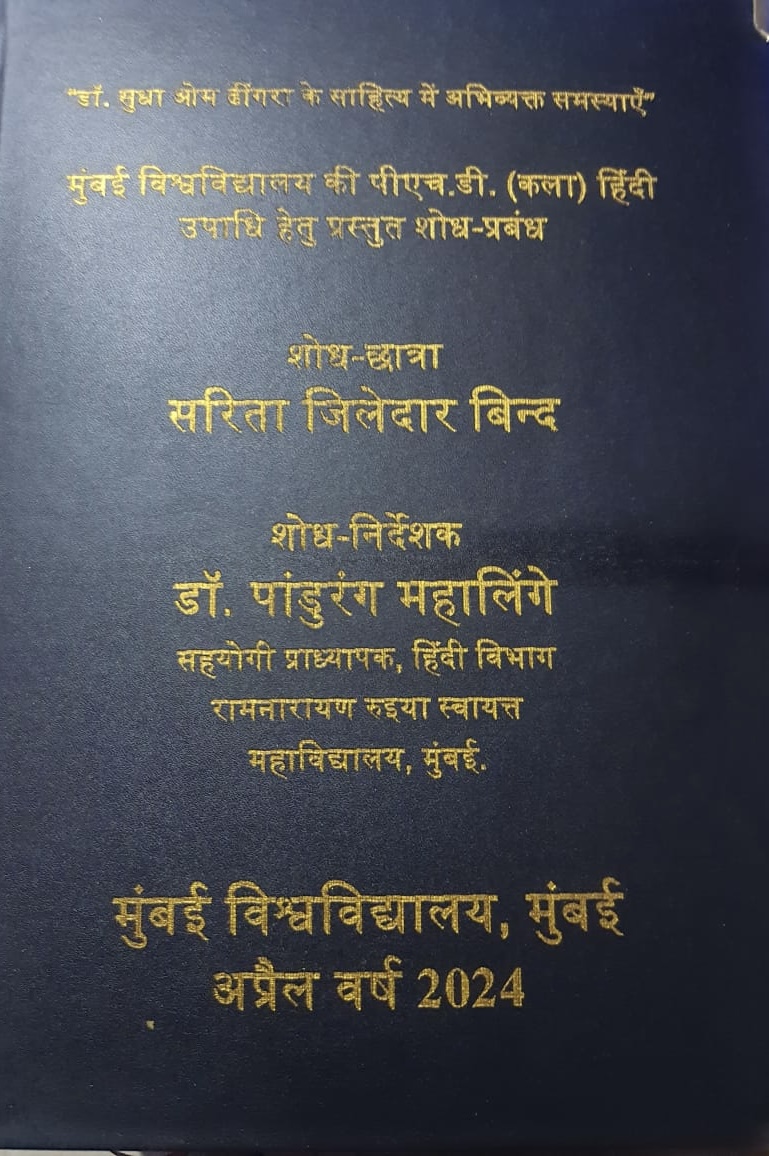 "डॉ. सुधा ओम ढींगरा के साहित्य में अभिव्यक्त समस्याएँ"
मुंबई विश्वविद्यालय की पीएच.डी. (कला) हिंदी
उपाधि हेतु प्रस्तुत शोध-प्रबंध
शोध-छात्रा
सरिता जिलेदार बिन्द
शोध-निर्देशक
डॉ. पांडुरंग महालिंगे
सहयोगी प्राध्यापक, हिंदी विभाग
रामनारायण रुइया स्वायत्त
महाविद्यालय, मुंबई.
मुंबई विश्वविद्यालय, मुंबई
अप्रैल वर्ष 2024